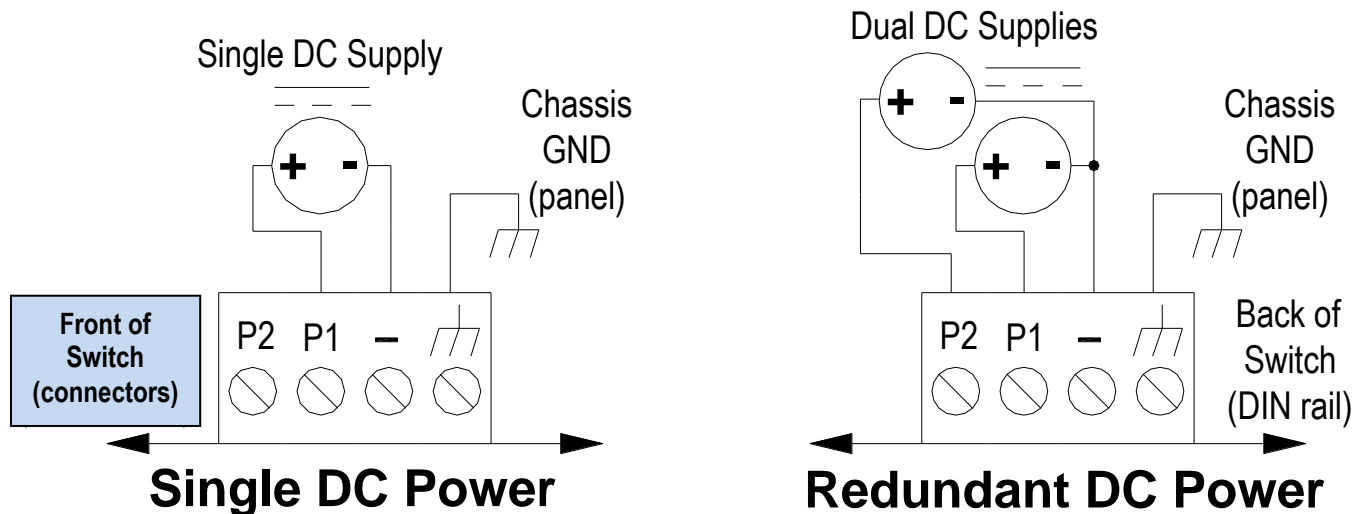 Single DC Supply
+ -
Chassis
GND
(panel)
Front of
Switch
(connectors)
P2 P1 –
Single DC Power
Dual DC Supplies
+ -
+ -
Chassis
GND
(panel)
P2 P1 –
Back of
Switch
(DIN rail)
Redundant DC Power